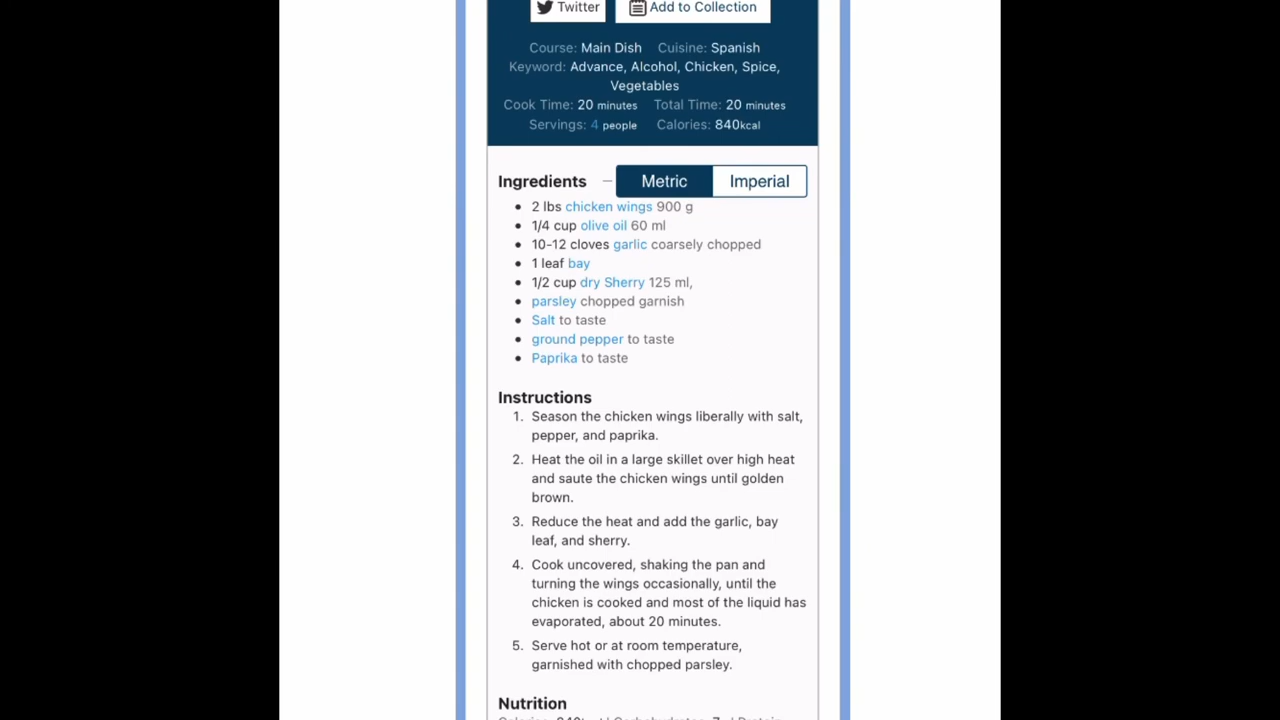 Twitter Add to Collection
Course: Main Dish Cuisine: Spanish
Keyword: Advance, Alcohol, Chicken, Spice,
Vegetables
Cook Time: 20 minutes Total Time: 20 minutes
Servings: 4 people Calories: 840kcal
Ingredients — Metric Imperial
• 2 lbs chicken wings 900 g
• 1/4 cup olive oil 60 ml
• 10-12 cloves garlic coarsely chopped
• 1 leaf bay
• 1/2 cup dry Sherry 125 ml,
• parsley chopped garnish
• Salt to taste
• ground pepper to taste
• Paprika to taste
Instructions
1. Season the chicken wings liberally with salt,
pepper, and paprika.
2. Heat the oil in a large skillet over high heat
and saute the chicken wings until golden
brown.
3. Reduce the heat and add the garlic, bay
leaf, and sherry.
4. Cook uncovered, shaking the pan and
turning the wings occasionally, until the
chicken is cooked and most of the liquid has
evaporated, about 20 minutes.
5. Serve hot or at room temperature,
garnished with chopped parsley.
Nutrition